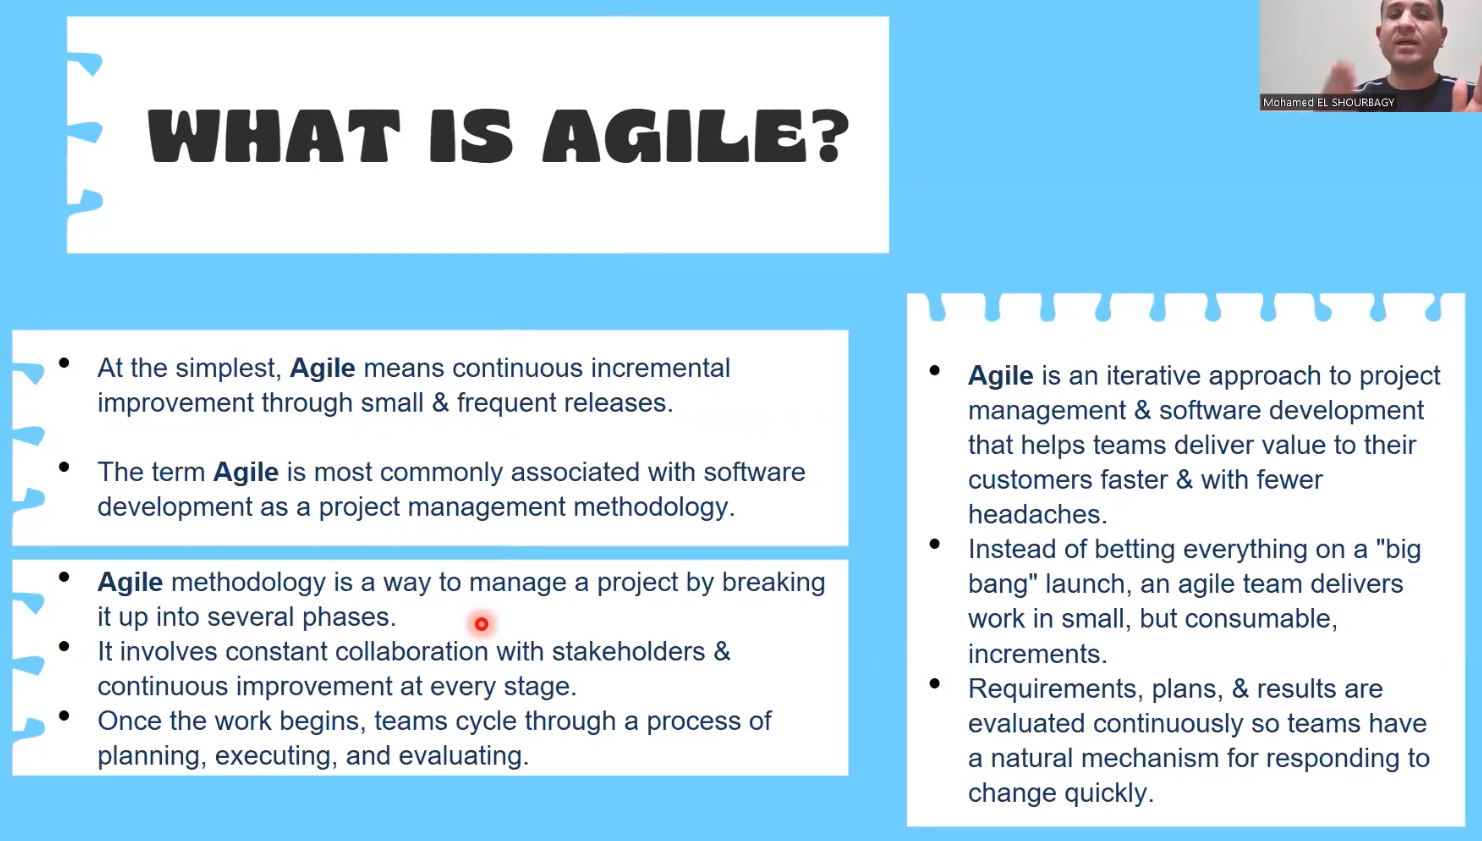 WHAT IS AGILE?
Mohamed EL SHOURBAGY
• At the simplest, Agile means continuous incremental
improvement through small & frequent releases.
• The term Agile is most commonly associated with software
development as a project management methodology.
• Agile methodology is a way to manage a project by breaking
it up into several phases.
• It involves constant collaboration with stakeholders &
continuous improvement at every stage.
• Once the work begins, teams cycle through a process of
planning, executing, and evaluating.
• Agile is an iterative approach to project
management & software development
that helps teams deliver value to their
customers faster & with fewer
headaches.
• Instead of betting everything on a "big
bang" launch, an agile team delivers
work in small, but consumable,
increments.
• Requirements, plans, & results are
evaluated continuously so teams have
a natural mechanism for responding to
change quickly.